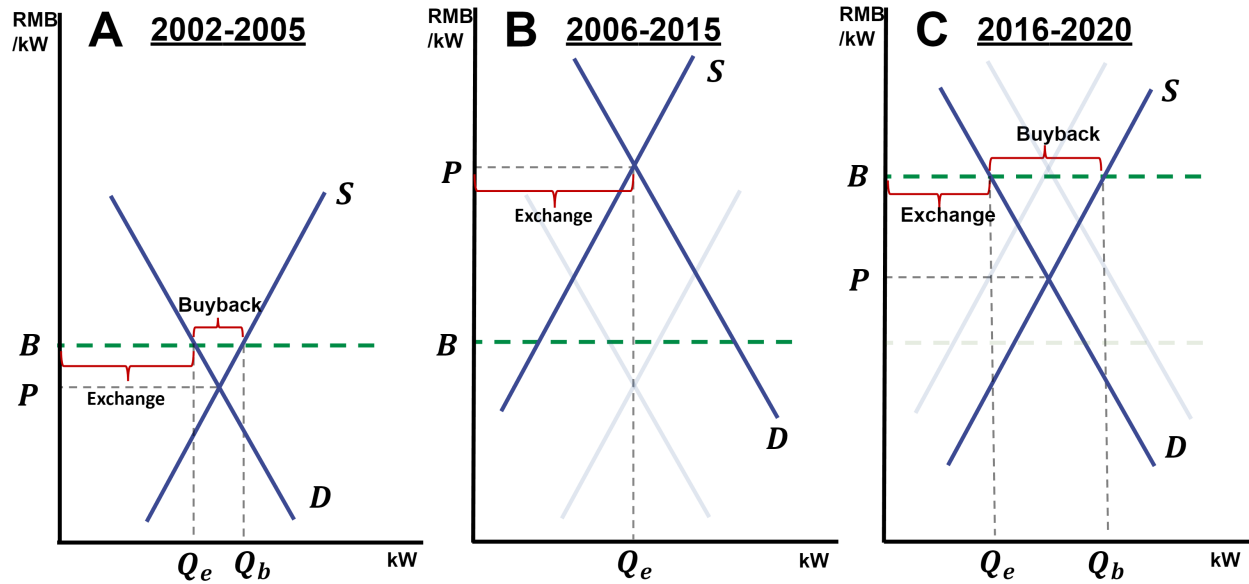 RMB
/kW
A 2002-2005
S
Buyback
B
P
Exchange
D
kW
Qe Qb
RMB
/kW
B 2006-2015
S
P
Exchange
B
D
kW
Qe
RMB
/kW
C 2016-2020
S
Buyback
B
Exchange
P
D
kW
Qe Qb